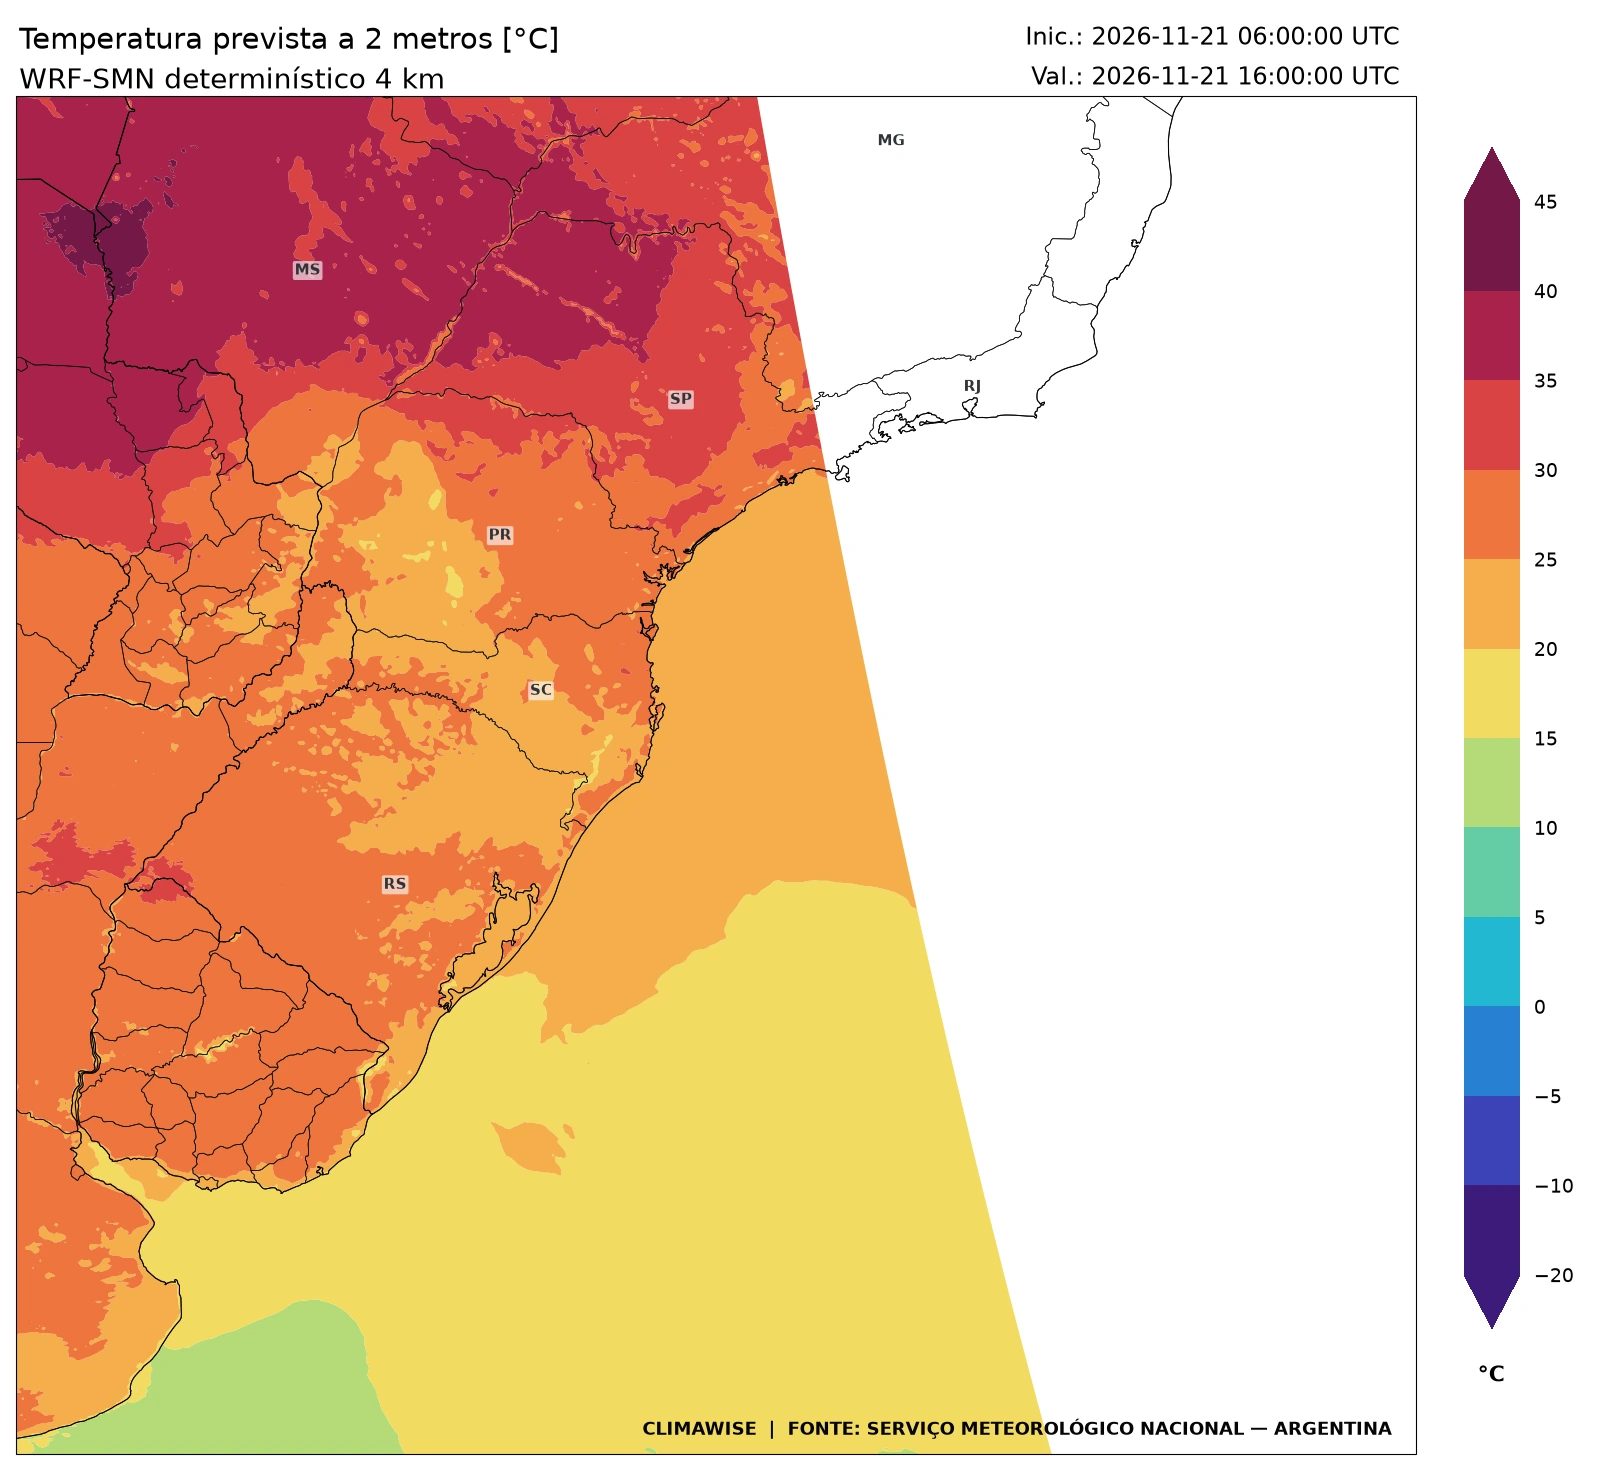 Temperatura prevista a 2 metros [°C]
WRF-SMN determinístico 4 km
Inic.: 2026-11-21 06:00:00 UTC
Val.: 2026-11-21 16:00:00 UTC
MG
MS
RJ
SP
PR
SC
RS
45
40
35
30
25
20
15
10
5
0
−5
−10
−20
°C
CLIMAWISE | FONTE: SERVIÇO METEOROLÓGICO NACIONAL — ARGENTINA